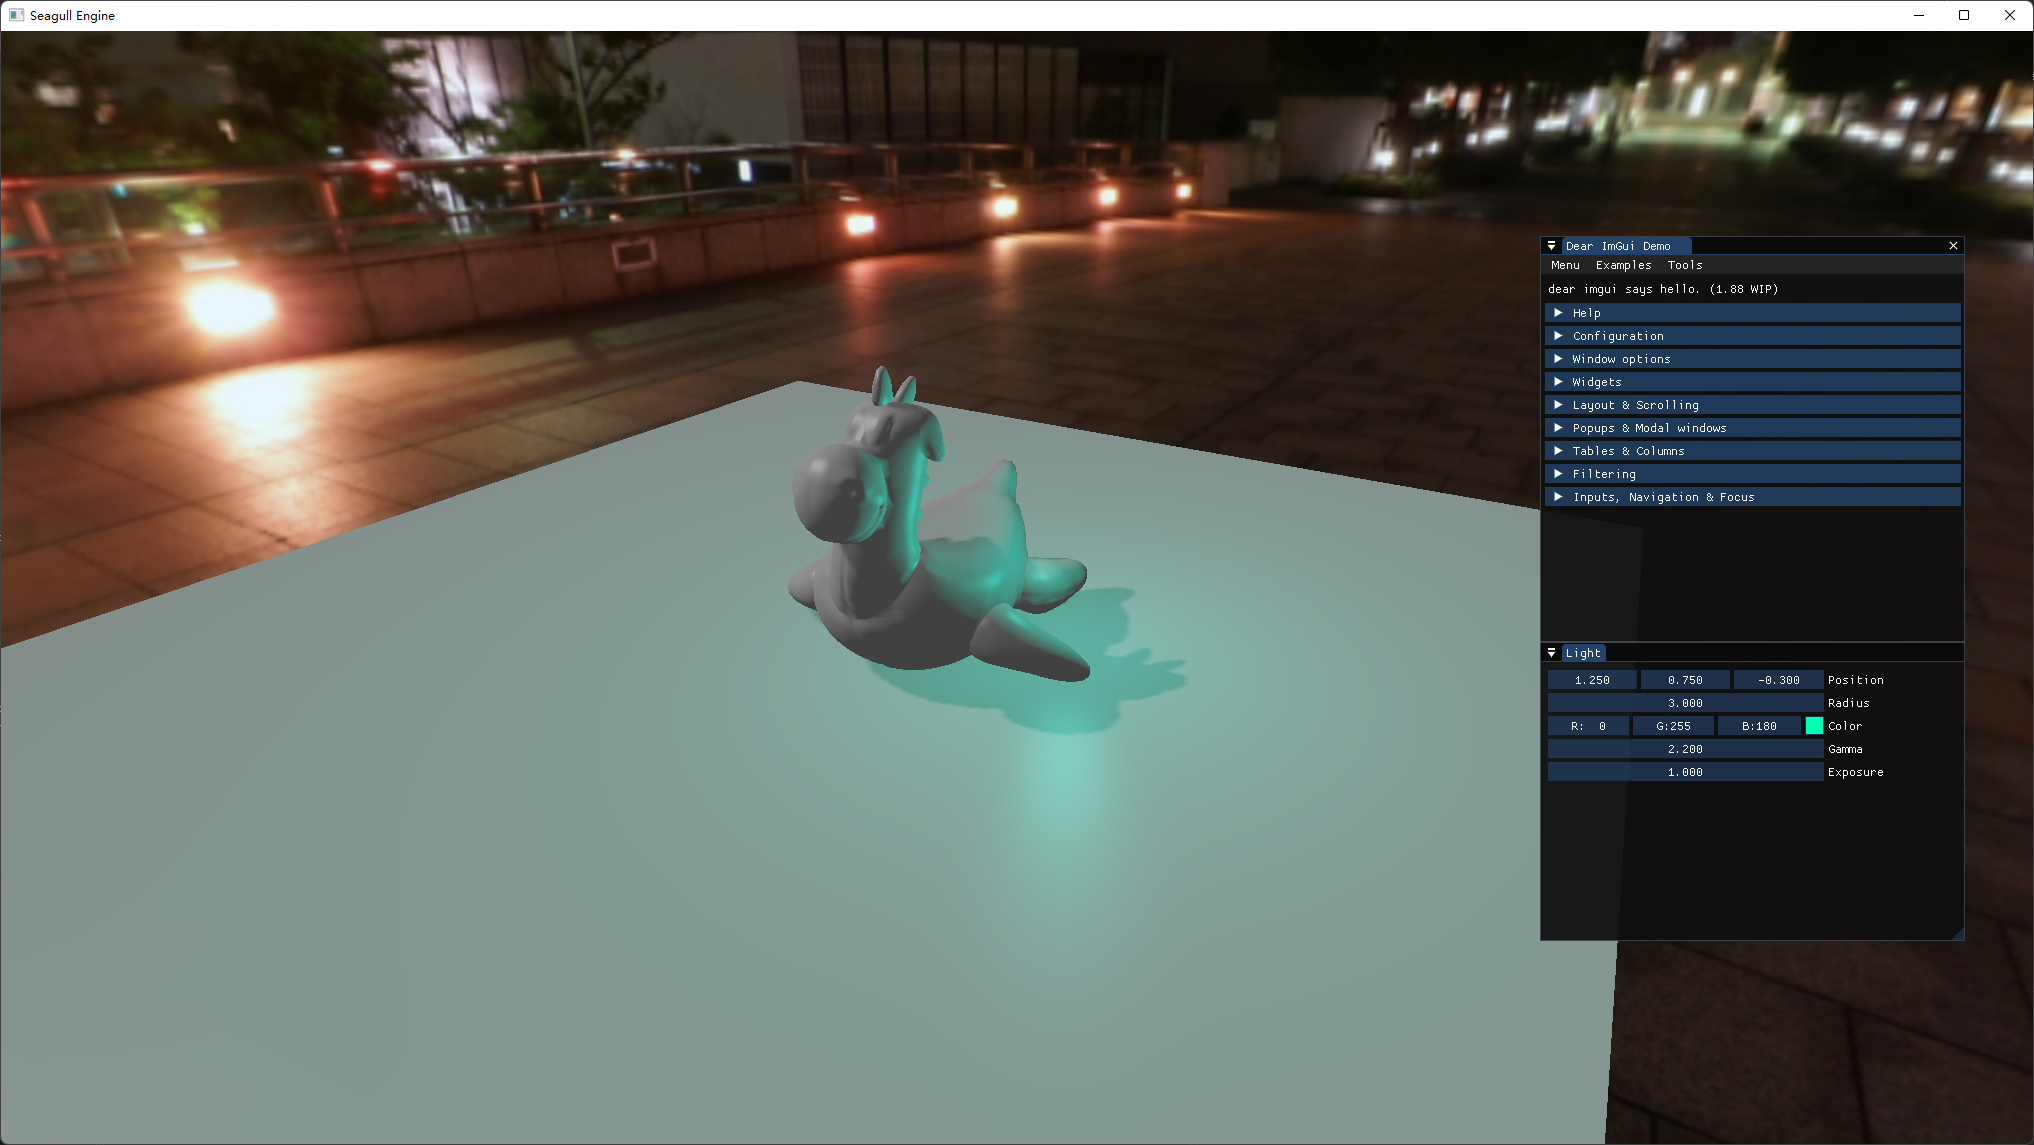 Seagull Engine
Dear ImGui Demo
Menu Examples Tools
dear imgui says hello. (1.88 WIP)
Help
Configuration
Window options
Widgets
Layout & Scrolling
Popups & Modal windows
Tables & Columns
Filtering
Inputs, Navigation & Focus
Light
1.250 0.750 -0.300 Position
3.000 Radius
R: 0 G:255 B:180 Color
2.200 Gamma
1.000 Exposure